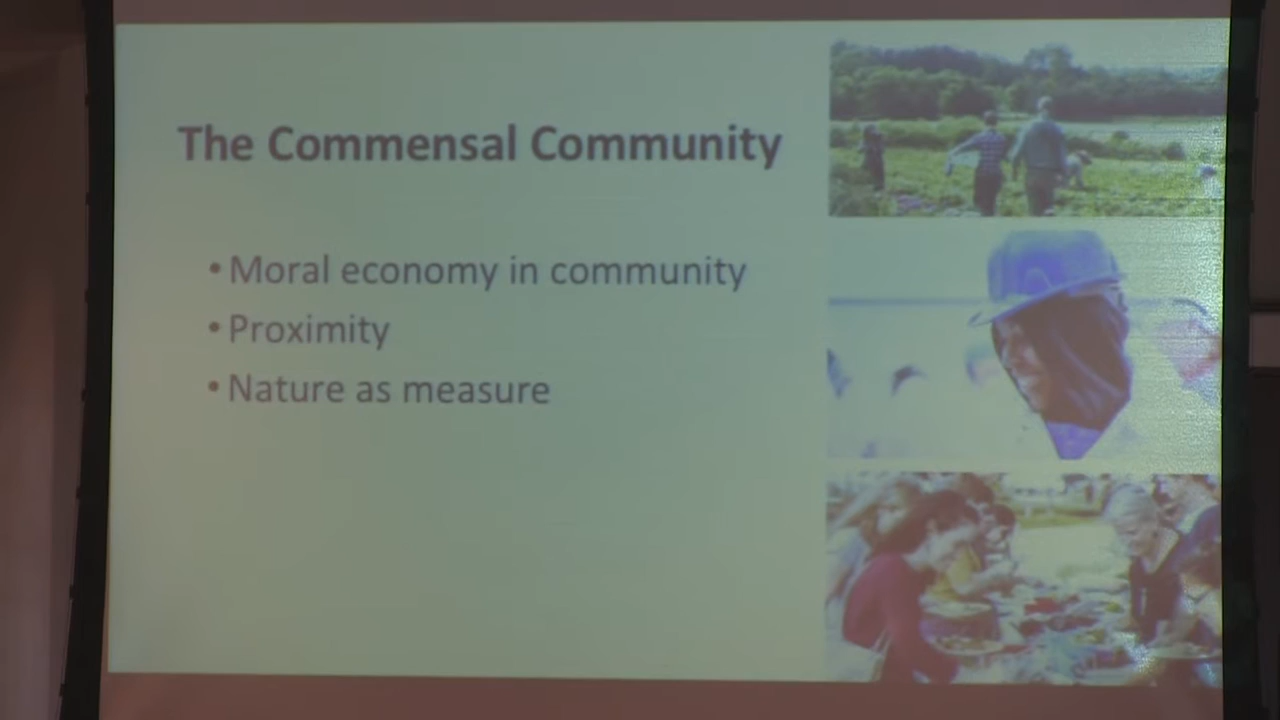 The Commensal Community
• Moral economy in community
• Proximity
• Nature as measure